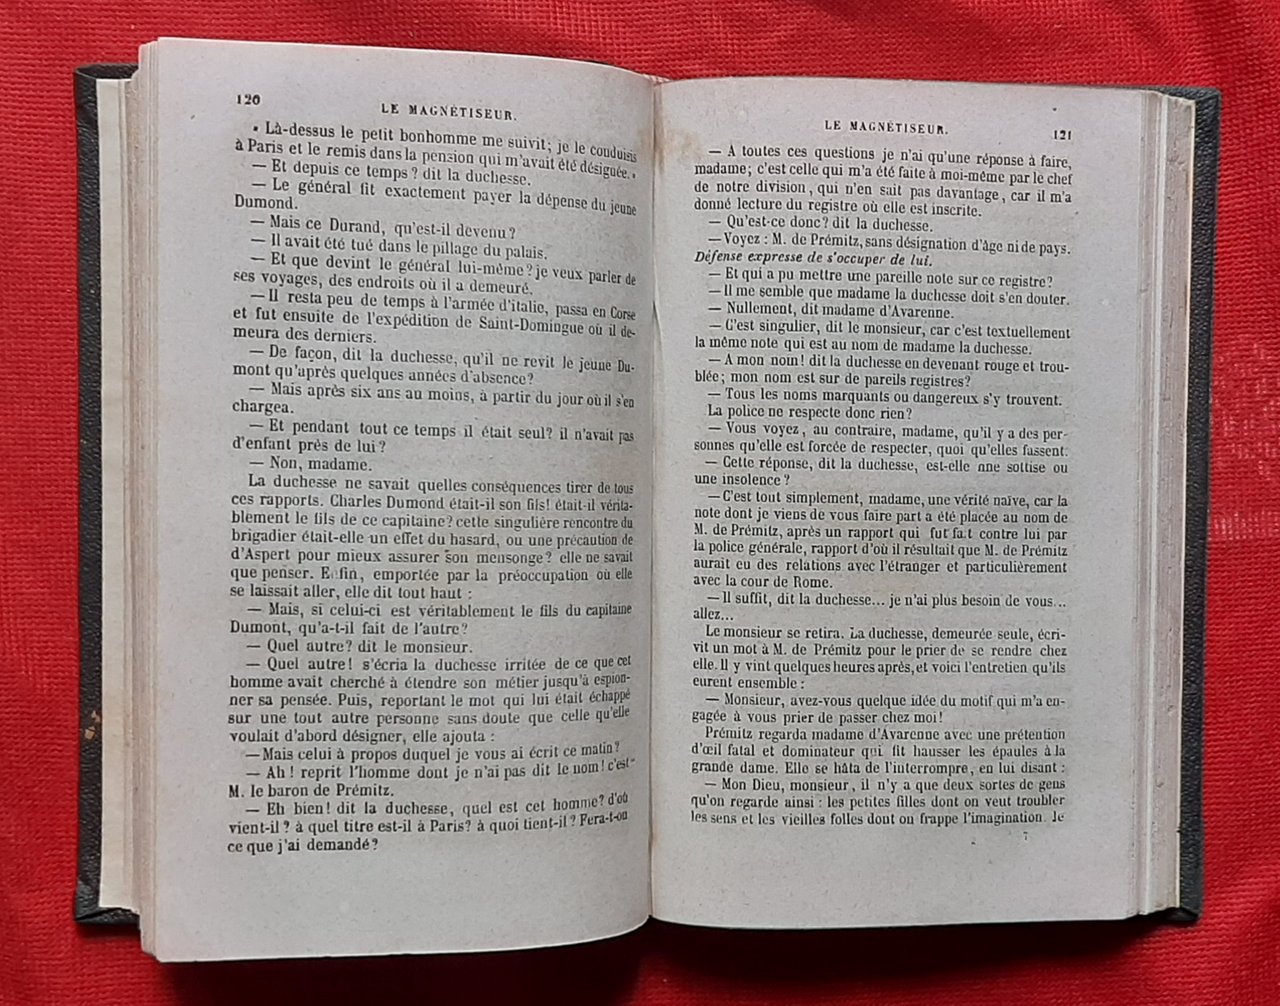 120
LE MAGNÉTISEUR.
« Là-dessus le petit bonhomme me suivit; je le conduisis
à Paris et le remis dans la pension qui m'avait été désignée. »
— Et depuis ce temps? dit la duchesse.
— Le général fit exactement payer la dépense du jeune
Dumond.
— Mais ce Durand, qu'est-il devenu?
— Il avait été tué dans le pillage du palais.
— Et que devint le général lui-même? je veux parler de
ses voyages, des endroits où il a demeuré.
— Il resta peu de temps à l'armée d'italie, passa en Corse
et fut ensuite de l'expédition de Saint-Domingue où il de-
meura des derniers.
— De façon, dit la duchesse, qu'il ne revit le jeune Du-
mont qu'après quelques années d'absence?
— Mais après six ans au moins, à partir du jour où il s'en
chargea.
— Et pendant tout ce temps il était seul? il n'avait pas
d'enfant près de lui?
— Non, madame.
La duchesse ne savait quelles conséquences tirer de tous
ces rapports. Charles Dumond était-il son fils! était-il vérita-
blement le fils de ce capitaine? cette singulière rencontre du
brigadier était-elle un effet du hasard, ou une précaution de
d'Aspert pour mieux assurer son mensonge? elle ne savait
que penser. Enfin, emportée par la préoccupation où elle
se laissait aller, elle dit tout haut :
— Mais, si celui-ci est véritablement le fils du capitaine
Dumont, qu'a-t-il fait de l'autre?
— Quel autre? dit le monsieur.
— Quel autre! s'écria la duchesse irritée de ce que cet
homme avait cherché à étendre son métier jusqu'à espion-
ner sa pensée. Puis, reportant le mot qui lui était échappé
sur une tout autre personne sans doute que celle qu'elle
voulait d'abord désigner, elle ajouta :
— Mais celui à propos duquel je vous ai écrit ce matin?
— Ah! reprit l'homme dont je n'ai pas dit le nom! c'est
M. le baron de Prémitz.
— Eh bien! dit la duchesse, quel est cet homme? d'où
vient-il? à quel titre est-il à Paris? à quoi tient-il? Fera-t-on
ce que j'ai demandé?
LE MAGNÉTISEUR.
121
— A toutes ces questions je n'ai qu'une réponse à faire,
madame; c'est celle qui m'a été faite à moi-même par le chef
de notre division, qui n'en sait pas davantage, car il m'a
donné lecture du registre où elle est inscrite.
— Qu'est-ce donc? dit la duchesse.
— Voyez : M. de Prémitz, sans désignation d'âge ni de pays.
Défense expresse de s'occuper de lui.
— Et qui a pu mettre une pareille note sur ce registre?
— Il me semble que madame la duchesse doit s'en douter.
— Nullement, dit madame d'Avarenne.
— C'est singulier, dit le monsieur, car c'est textuellement
la même note qui est au nom de madame la duchesse.
— A mon nom! dit la duchesse en devenant rouge et trou-
blée; mon nom est sur de pareils registres?
— Tous les noms marquants ou dangereux s'y trouvent.
La police ne respecte donc rien?
— Vous voyez, au contraire, madame, qu'il y a des per-
sonnes qu'elle est forcée de respecter, quoi qu'elles fassent.
— Cette réponse, dit la duchesse, est-elle une sottise ou
une insolence?
— C'est tout simplement, madame, une vérité naïve, car la
note dont je viens de vous faire part a été placée au nom de
M. de Prémitz, après un rapport qui fut fait contre lui par
la police générale, rapport d'où il résultait que M. de Prémitz
aurait eu des relations avec l'étranger et particulièrement
avec la cour de Rome.
— Il suffit, dit la duchesse... je n'ai plus besoin de vous...
allez...
Le monsieur se retira. La duchesse, demeurée seule, écri-
vit un mot à M. de Prémitz pour le prier de se rendre chez
elle. Il y vint quelques heures après, et voici l'entretien qu'ils
eurent ensemble :
— Monsieur, avez-vous quelque idée du motif qui m'a en-
gagée à vous prier de passer chez moi!
Prémitz regarda madame d'Avarenne avec une prétention
d'œil fatal et dominateur qui fit hausser les épaules à la
grande dame. Elle se hâta de l'interrompre, en lui disant :
— Mon Dieu, monsieur, il n'y a que deux sortes de gens
qu'on regarde ainsi : les petites filles dont on veut troubler
les sens et les vieilles folles dont on frappe l'imagination. Je
7